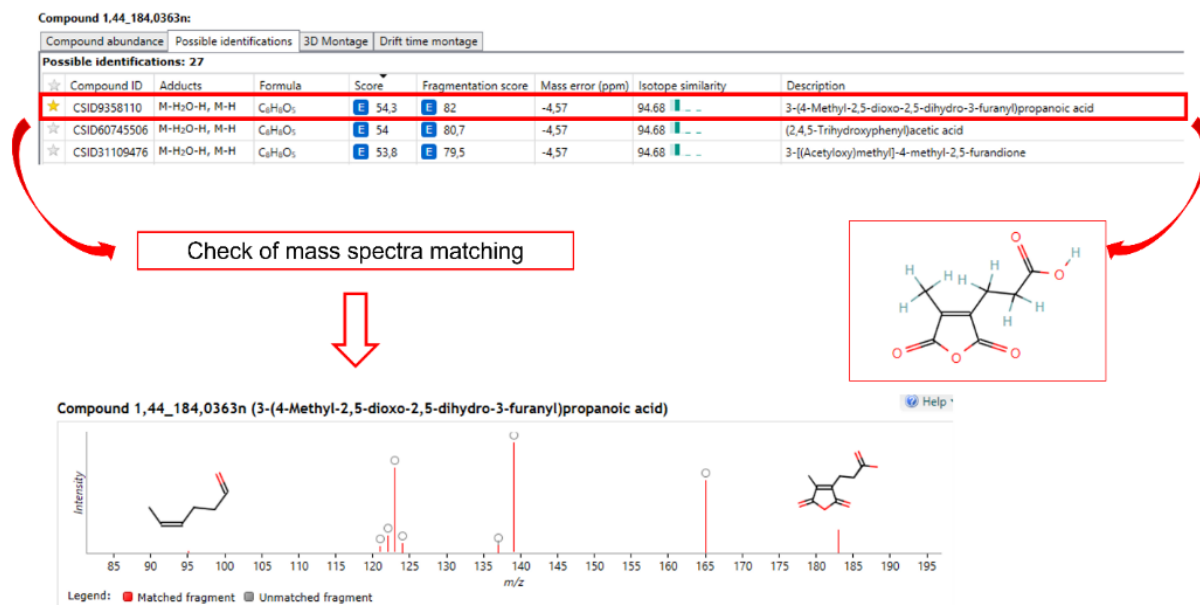 Compound 1,44_184,0363n:
Compound abundance Possible identifications 3D Montage Drift time montage
Possible identifications: 27
Compound ID Adducts Formula Score Fragmentation score Mass error (ppm) Isotope similarity Description
CSID9358110 M-H₂O-H, M-H C₈H₈O₅ E 54,3 E 82 -4,57 94.68 3-(4-Methyl-2,5-dioxo-2,5-dihydro-3-furanyl)propanoic acid
CSID60745506 M-H₂O-H, M-H C₈H₈O₅ E 54 E 80,7 -4,57 94.68 (2,4,5-Trihydroxyphenyl)acetic acid
CSID31109476 M-H₂O-H, M-H C₈H₈O₅ E 53,8 E 79,5 -4,57 94.68 3-[(Acetyloxy)methyl]-4-methyl-2,5-furandione
Check of mass spectra matching
O H
H H H H O
H H H H
O O O
Compound 1,44_184,0363n (3-(4-Methyl-2,5-dioxo-2,5-dihydro-3-furanyl)propanoic acid)
Help
Intensity
85 90 95 100 105 110 115 120 125 130 135 140 145 150 155 160 165 170 175 180 185 190 195
m/z
Legend: Matched fragment Unmatched fragment